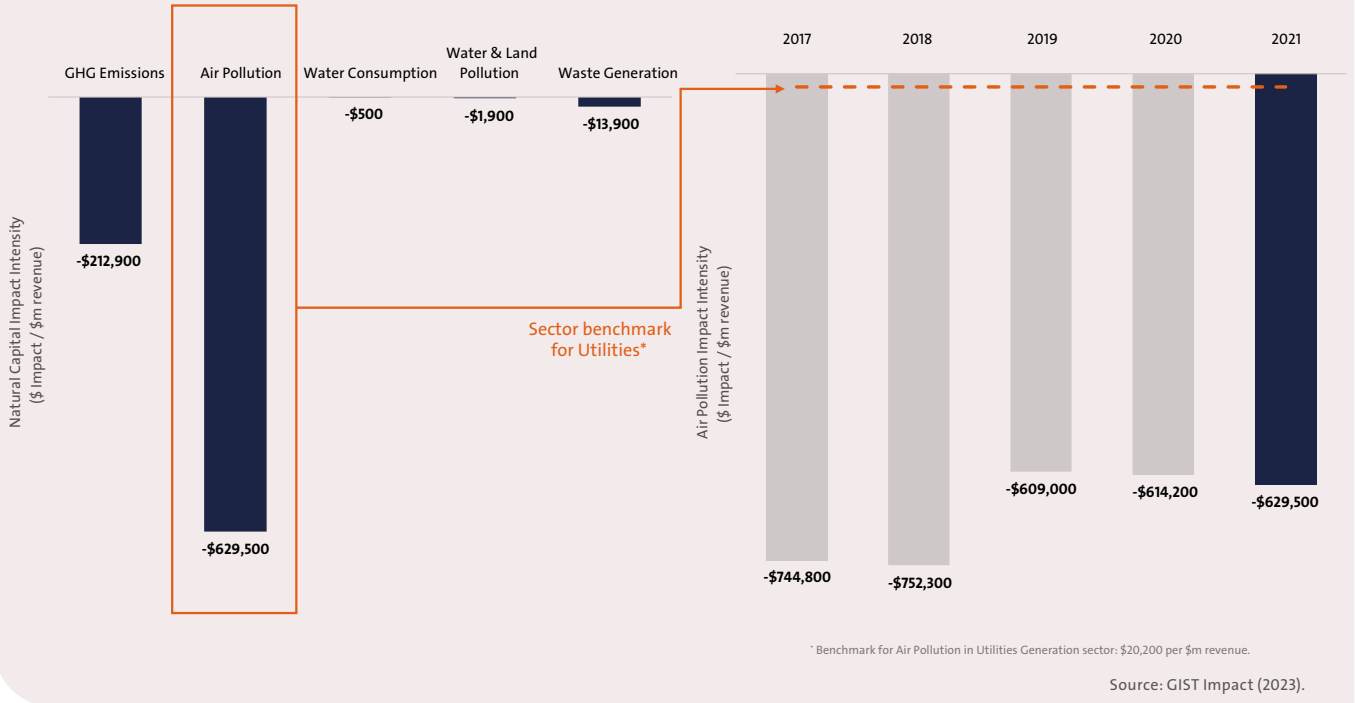 GHG Emissions
Air Pollution
Water Consumption
Water & Land
Pollution
Waste Generation
Natural Capital Impact Intensity
($ Impact / $m revenue)
-$212,900
-$629,500
-$500
-$1,900
-$13,900
Sector benchmark
for Utilities*
2017
2018
2019
2020
2021
Air Pollution Impact Intensity
($ Impact / $m revenue)
-$744,800
-$752,300
-$609,000
-$614,200
-$629,500
* Benchmark for Air Pollution in Utilities Generation sector: $20,200 per $m revenue.
Source: GIST Impact (2023).